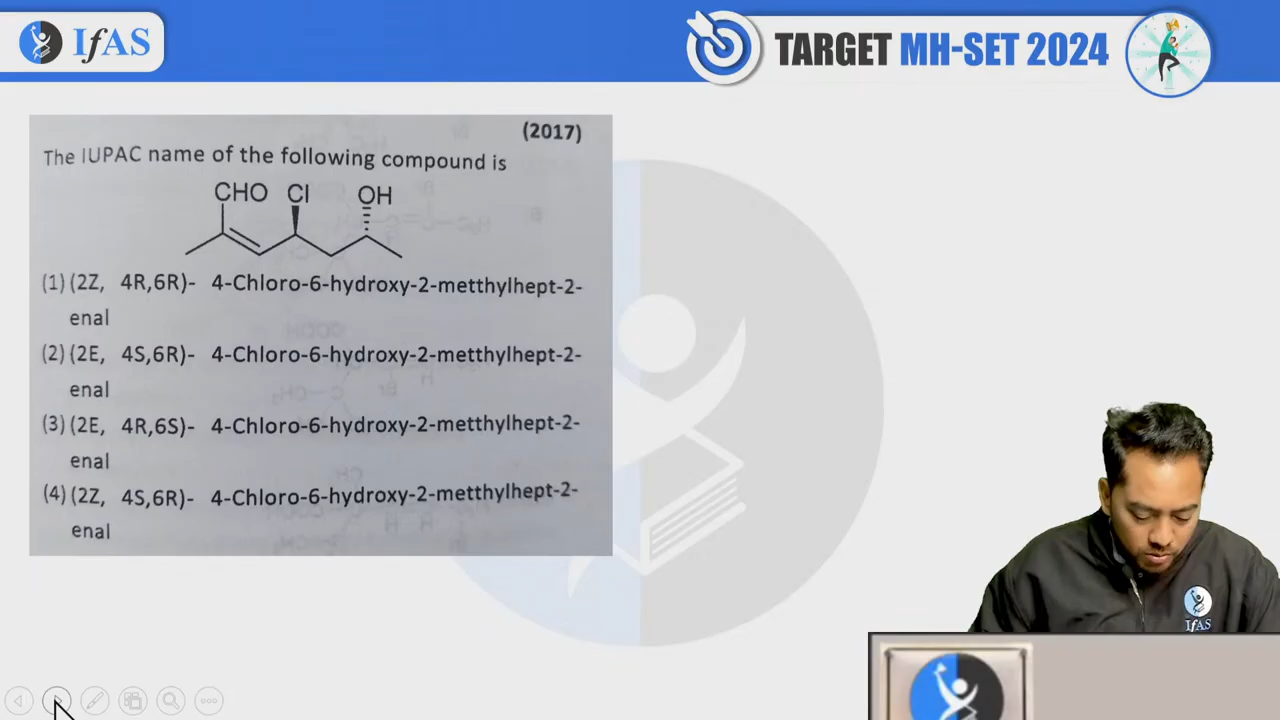 IfAS
TARGET MH-SET 2024
(2017)
The IUPAC name of the following compound is
CHO Cl OH
(1) (2Z, 4R,6R)- 4-Chloro-6-hydroxy-2-metthylhept-2-
enal
(2) (2E, 4S,6R)- 4-Chloro-6-hydroxy-2-metthylhept-2-
enal
(3) (2E, 4R,6S)- 4-Chloro-6-hydroxy-2-metthylhept-2-
enal
(4) (2Z, 4S,6R)- 4-Chloro-6-hydroxy-2-metthylhept-2-
enal
IfAS